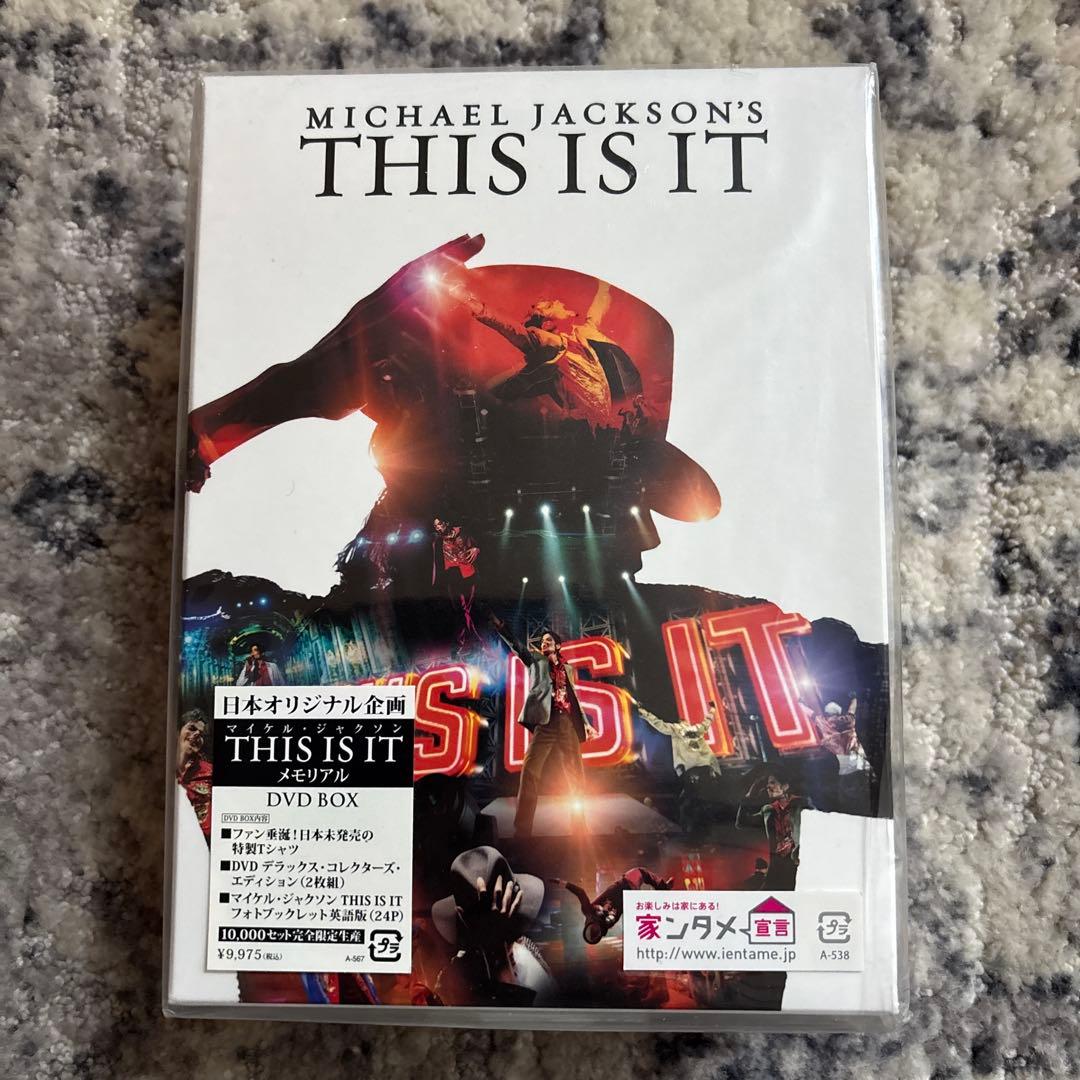 MICHAEL JACKSON'S
THIS IS IT
THIS IS IT
日本オリジナル企画
マイケル・ジャクソン
THIS IS IT
メモリアル
DVD BOX
DVD BOX内容
■ファン垂涎!日本未発売の
特製Tシャツ
■DVD デラックス・コレクターズ・
エディション(2枚組)
■マイケル・ジャクソン THIS IS IT
フォトブックレット英語版(24P)
10,000セット完全限定生産
¥9,975(税込)
A-567
プラ
お楽しみは家にある!
家ンタメ宣言
http://www.ientame.jp
プラ
A-538